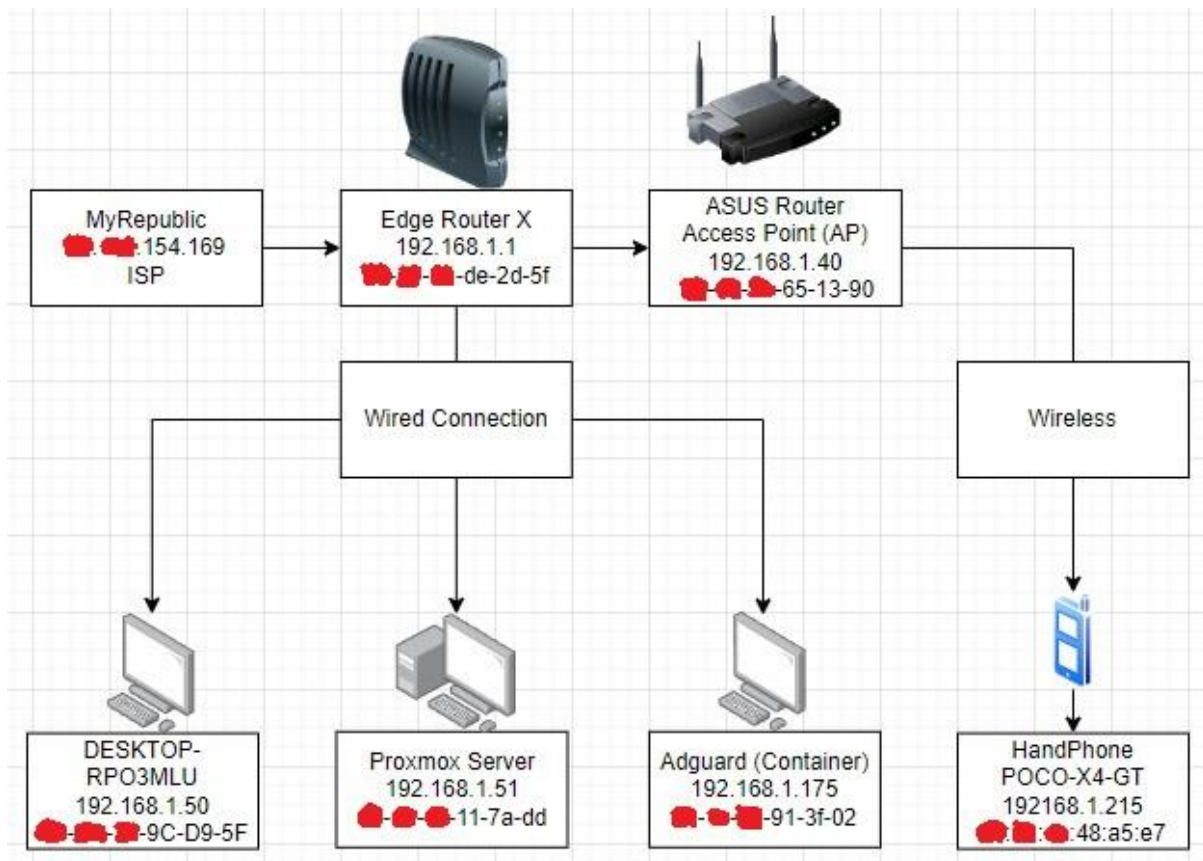 MyRepublic
.154.169
ISP
Edge Router X
192.168.1.1
-de-2d-5f
ASUS Router
Access Point (AP)
192.168.1.40
-65-13-90
Wired Connection
Wireless
DESKTOP-
RPO3MLU
192.168.1.50
-9C-D9-5F
Proxmox Server
192.168.1.51
-11-7a-dd
Adguard (Container)
192.168.1.175
-91-3f-02
HandPhone
POCO-X4-GT
192168.1.215
:48:a5:e7